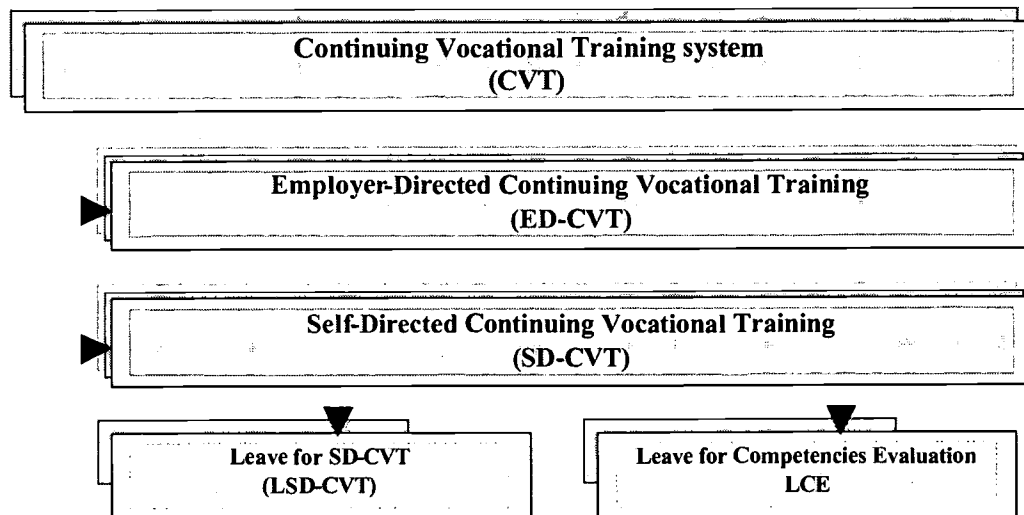 Continuing Vocational Training system
(CVT)
Employer-Directed Continuing Vocational Training
(ED-CVT)
Self-Directed Continuing Vocational Training
(SD-CVT)
Leave for SD-CVT
(LSD-CVT)
Leave for Competencies Evaluation
LCE